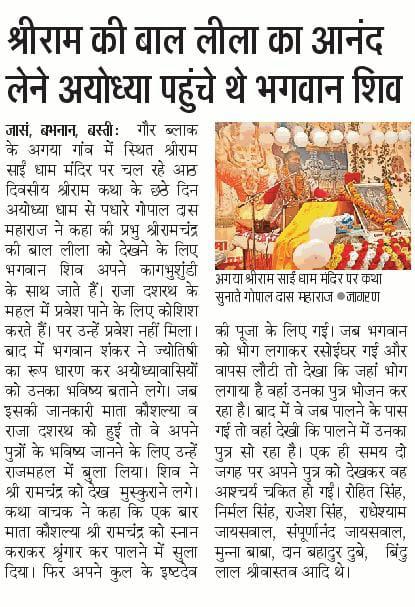 श्रीराम की बाल लीला का आनंद
लेने अयोध्या पहुंचे थे भगवान शिव
जासं, बभनान, बस्ती: गौर ब्लाक
के अगया गांव में स्थित श्रीराम
साईं धाम मंदिर पर चल रहे आठ
दिवसीय श्रीराम कथा के छठे दिन
अयोध्या धाम से पधारे गोपाल दास
महाराज ने कहा की प्रभु श्रीरामचंद्र
की बाल लीला को देखने के लिए
भगवान शिव अपने कागभुशुंडी
के साथ जाते हैं। राजा दशरथ के
महल में प्रवेश पाने के लिए कोशिश
करते हैं। पर उन्हें प्रवेश नहीं मिला।
बाद में भगवान शंकर ने ज्योतिषी
का रूप धारण कर अयोध्यावासियों
को उनका भविष्य बताने लगे। जब
इसकी जानकारी माता कौशल्या व
राजा दशरथ को हुई तो वे अपने
पुत्रों के भविष्य जानने के लिए उन्हें
राजमहल में बुला लिया। शिव ने
श्री रामचंद्र को देख मुस्कुराने लगे।
कथा वाचक ने कहा कि एक बार
माता कौशल्या श्री रामचंद्र को स्नान
कराकर श्रृंगार कर पालने में सुला
दिया। फिर अपने कुल के इष्टदेव
अगया श्रीराम साईं धाम मंदिर पर कथा
सुनाते गोपाल दास महाराज ● जागरण
की पूजा के लिए गई। जब भगवान
को भोग लगाकर रसोईघर गई और
वापस लौटी तो देखा कि जहां भोग
लगाया है वहां उनका पुत्र भोजन कर
रहा है। बाद में वे जब पालने के पास
गई तो वहां देखी कि पालने में उनका
पुत्र सो रहा है। एक ही समय दो
जगह पर अपने पुत्र को देखकर वह
आश्चर्य चकित हो गईं। रोहित सिंह,
निर्मल सिंह, राजेश सिंह, राधेश्याम
जायसवाल, संपूर्णानंद जायसवाल,
मुन्ना बाबा, दान बहादुर दुबे, बिंदु
लाल श्रीवास्तव आदि थे।